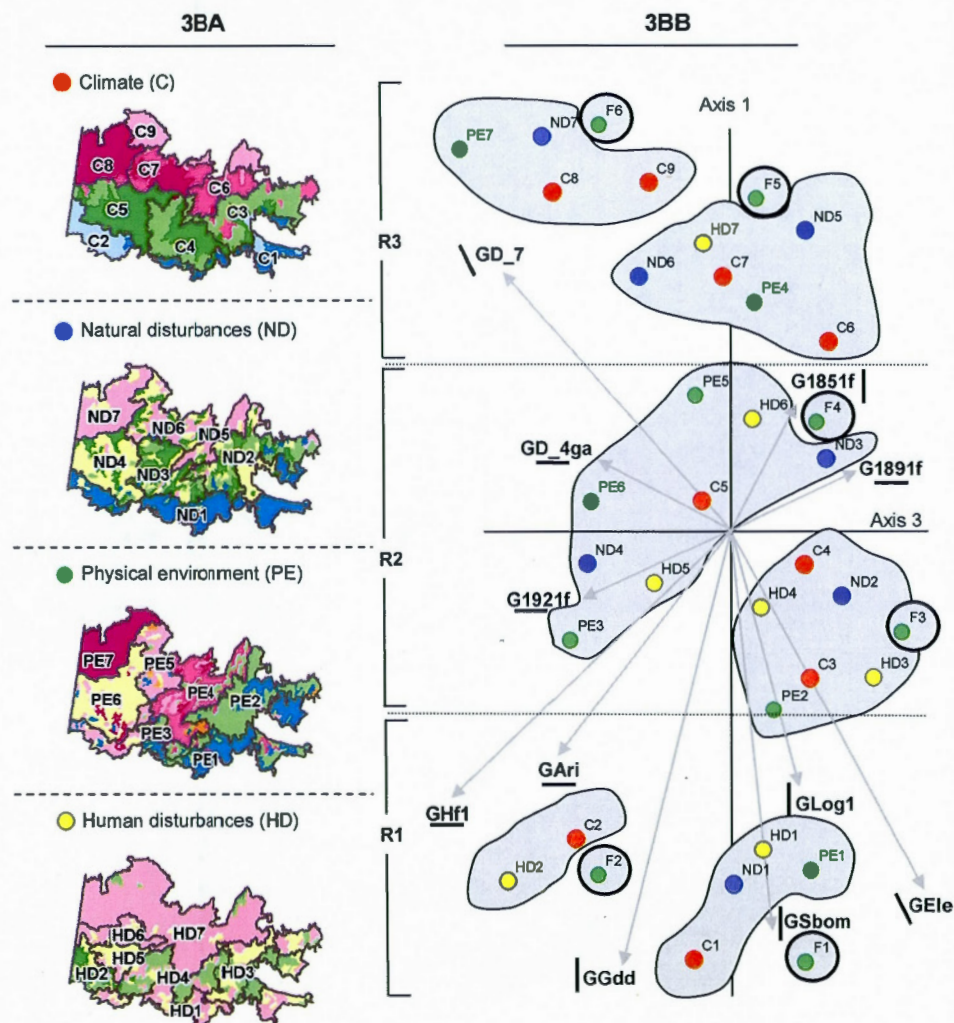 3BA
3BB
Climate (C)
C9
C8
C7
C6
C5
C3
C2
C4
C1
Natural disturbances (ND)
ND7
ND6
ND5
ND4
ND3
ND2
ND1
Physical environment (PE)
PE7
PE5
PE6
PE4
PE2
PE3
PE1
Human disturbances (HD)
HD6
HD7
HD5
HD2
HD4
HD3
HD1
R3
R2
R1
Axis 1
F6
ND7
PE7
C8
C9
F5
ND5
HD7
ND6
C7
PE4
C6
GD_7
PE5
G1851f
HD6
F4
ND3
GD_4ga
G1891f
PE6
C5
Axis 3
ND4
HD5
C4
ND2
HD4
G1921f
F3
PE3
C3
HD3
PE2
GAri
GHf1
GLog1
C2
HD1
HD2
F2
ND1
PE1
GEle
GSbom
C1
F1
GGdd